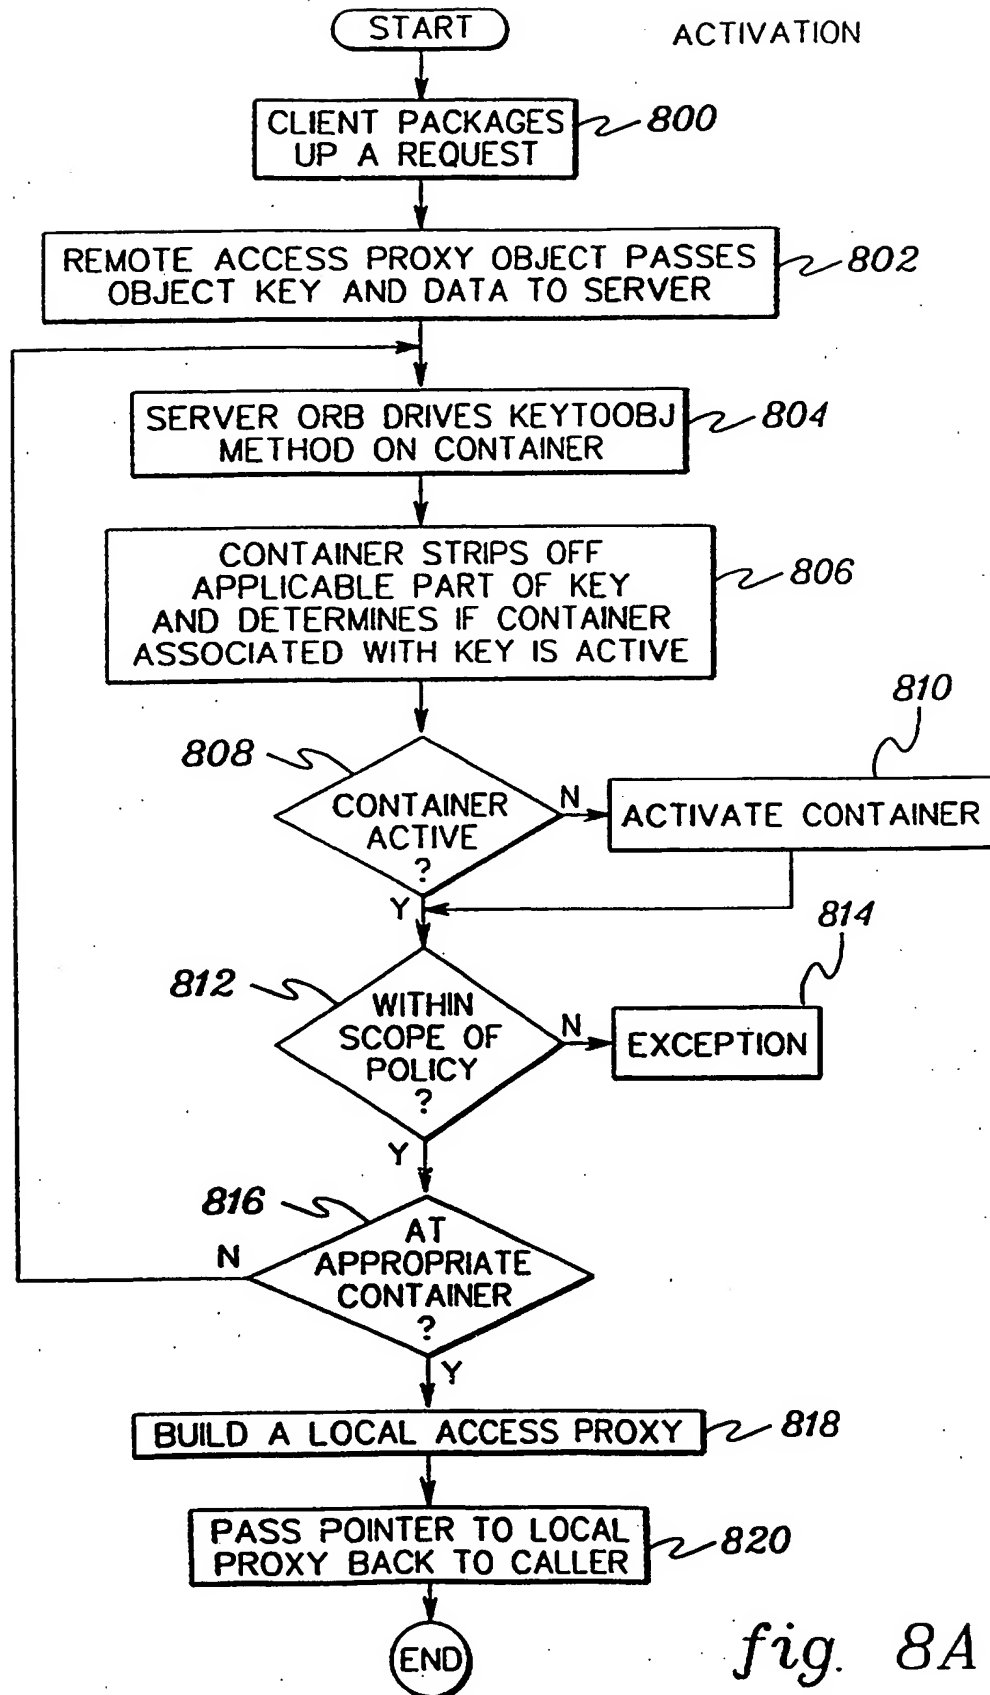 START
ACTIVATION
CLIENT PACKAGES
UP A REQUEST
800
REMOTE ACCESS PROXY OBJECT PASSES
OBJECT KEY AND DATA TO SERVER
802
SERVER ORB DRIVES KEYTOOBJ
METHOD ON CONTAINER
804
CONTAINER STRIPS OFF
APPLICABLE PART OF KEY
AND DETERMINES IF CONTAINER
ASSOCIATED WITH KEY IS ACTIVE
806
808
CONTAINER
ACTIVE
?
N
810
ACTIVATE CONTAINER
Y
812
WITHIN
SCOPE OF
POLICY
?
N
814
EXCEPTION
Y
816
AT
APPROPRIATE
CONTAINER
?
N
Y
BUILD A LOCAL ACCESS PROXY
818
PASS POINTER TO LOCAL
PROXY BACK TO CALLER
820
END
fig. 8A